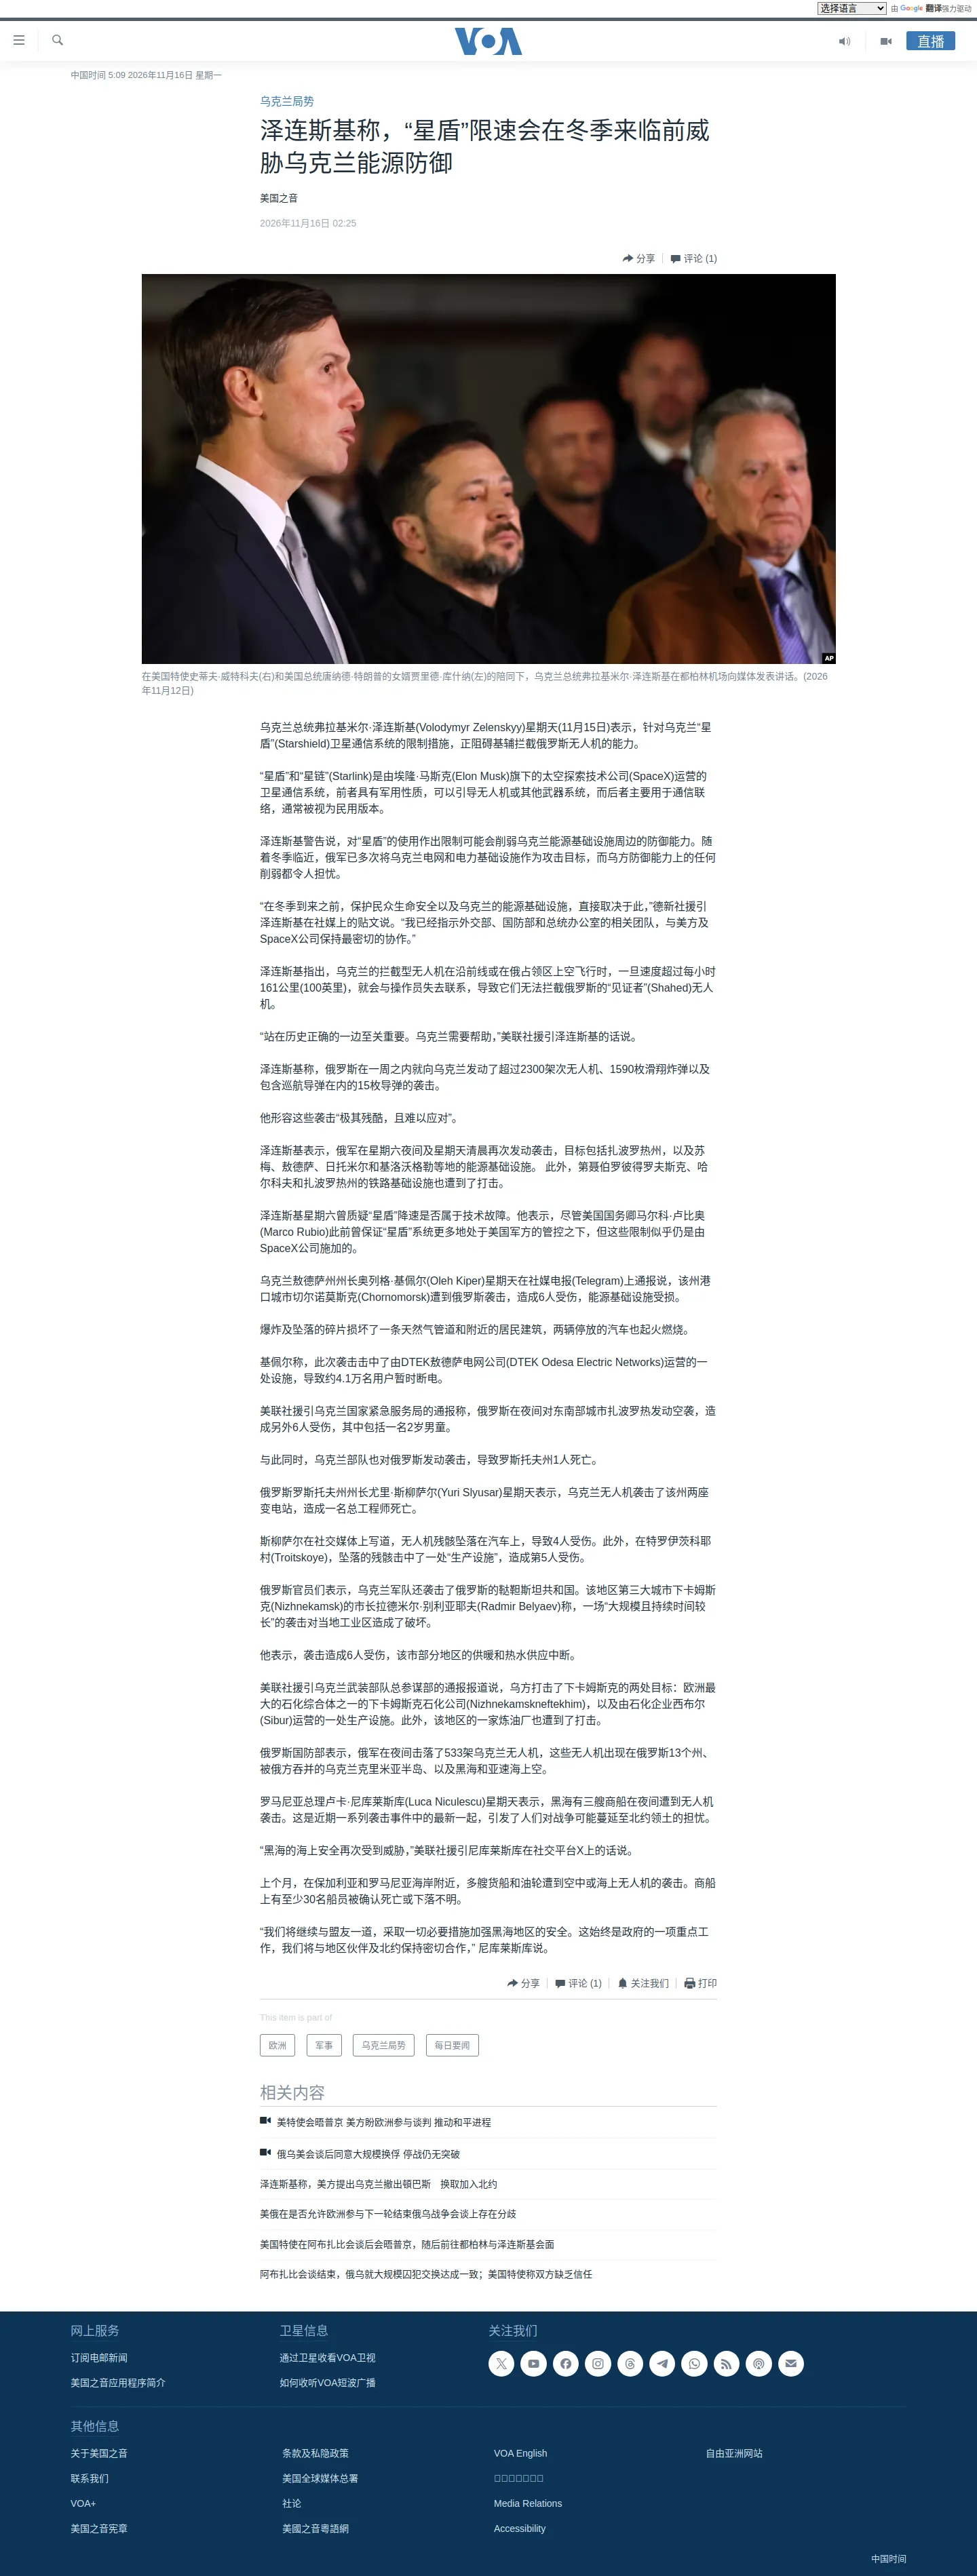 选择语言 由 Google 翻译强力驱动
VOA
直播
中国时间 5:09 2026年11月16日 星期一
乌克兰局势
泽连斯基称，“星盾”限速会在冬季来临前威
胁乌克兰能源防御
美国之音
2026年11月16日 02:25
分享 评论 (1)
AP
在美国特使史蒂夫·威特科夫(右)和美国总统唐纳德·特朗普的女婿贾里德·库什纳(左)的陪同下，乌克兰总统弗拉基米尔·泽连斯基在都柏林机场向媒体发表讲话。(2026
年11月12日)
乌克兰总统弗拉基米尔·泽连斯基(Volodymyr Zelenskyy)星期天(11月15日)表示，针对乌克兰“星
盾”(Starshield)卫星通信系统的限制措施，正阻碍基辅拦截俄罗斯无人机的能力。
“星盾”和“星链”(Starlink)是由埃隆·马斯克(Elon Musk)旗下的太空探索技术公司(SpaceX)运营的
卫星通信系统，前者具有军用性质，可以引导无人机或其他武器系统，而后者主要用于通信联
络，通常被视为民用版本。
泽连斯基警告说，对“星盾”的使用作出限制可能会削弱乌克兰能源基础设施周边的防御能力。随
着冬季临近，俄军已多次将乌克兰电网和电力基础设施作为攻击目标，而乌方防御能力上的任何
削弱都令人担忧。
“在冬季到来之前，保护民众生命安全以及乌克兰的能源基础设施，直接取决于此，”德新社援引
泽连斯基在社媒上的贴文说。“我已经指示外交部、国防部和总统办公室的相关团队，与美方及
SpaceX公司保持最密切的协作。”
泽连斯基指出，乌克兰的拦截型无人机在沿前线或在俄占领区上空飞行时，一旦速度超过每小时
161公里(100英里)，就会与操作员失去联系，导致它们无法拦截俄罗斯的“见证者”(Shahed)无人
机。
“站在历史正确的一边至关重要。乌克兰需要帮助，”美联社援引泽连斯基的话说。
泽连斯基称，俄罗斯在一周之内就向乌克兰发动了超过2300架次无人机、1590枚滑翔炸弹以及
包含巡航导弹在内的15枚导弹的袭击。
他形容这些袭击“极其残酷，且难以应对”。
泽连斯基表示，俄军在星期六夜间及星期天清晨再次发动袭击，目标包括扎波罗热州，以及苏
梅、敖德萨、日托米尔和基洛沃格勒等地的能源基础设施。 此外，第聂伯罗彼得罗夫斯克、哈
尔科夫和扎波罗热州的铁路基础设施也遭到了打击。
泽连斯基星期六曾质疑“星盾”降速是否属于技术故障。他表示，尽管美国国务卿马尔科·卢比奥
(Marco Rubio)此前曾保证“星盾”系统更多地处于美国军方的管控之下，但这些限制似乎仍是由
SpaceX公司施加的。
乌克兰敖德萨州州长奥列格·基佩尔(Oleh Kiper)星期天在社媒电报(Telegram)上通报说，该州港
口城市切尔诺莫斯克(Chornomorsk)遭到俄罗斯袭击，造成6人受伤，能源基础设施受损。
爆炸及坠落的碎片损坏了一条天然气管道和附近的居民建筑，两辆停放的汽车也起火燃烧。
基佩尔称，此次袭击击中了由DTEK敖德萨电网公司(DTEK Odesa Electric Networks)运营的一
处设施，导致约4.1万名用户暂时断电。
美联社援引乌克兰国家紧急服务局的通报称，俄罗斯在夜间对东南部城市扎波罗热发动空袭，造
成另外6人受伤，其中包括一名2岁男童。
与此同时，乌克兰部队也对俄罗斯发动袭击，导致罗斯托夫州1人死亡。
俄罗斯罗斯托夫州州长尤里·斯柳萨尔(Yuri Slyusar)星期天表示，乌克兰无人机袭击了该州两座
变电站，造成一名总工程师死亡。
斯柳萨尔在社交媒体上写道，无人机残骸坠落在汽车上，导致4人受伤。此外，在特罗伊茨科耶
村(Troitskoye)，坠落的残骸击中了一处“生产设施”，造成第5人受伤。
俄罗斯官员们表示，乌克兰军队还袭击了俄罗斯的鞑靼斯坦共和国。该地区第三大城市下卡姆斯
克(Nizhnekamsk)的市长拉德米尔·别利亚耶夫(Radmir Belyaev)称，一场“大规模且持续时间较
长”的袭击对当地工业区造成了破坏。
他表示，袭击造成6人受伤，该市部分地区的供暖和热水供应中断。
美联社援引乌克兰武装部队总参谋部的通报报道说，乌方打击了下卡姆斯克的两处目标：欧洲最
大的石化综合体之一的下卡姆斯克石化公司(Nizhnekamskneftekhim)，以及由石化企业西布尔
(Sibur)运营的一处生产设施。此外，该地区的一家炼油厂也遭到了打击。
俄罗斯国防部表示，俄军在夜间击落了533架乌克兰无人机，这些无人机出现在俄罗斯13个州、
被俄方吞并的乌克兰克里米亚半岛、以及黑海和亚速海上空。
罗马尼亚总理卢卡·尼库莱斯库(Luca Niculescu)星期天表示，黑海有三艘商船在夜间遭到无人机
袭击。这是近期一系列袭击事件中的最新一起，引发了人们对战争可能蔓延至北约领土的担忧。
“黑海的海上安全再次受到威胁，”美联社援引尼库莱斯库在社交平台X上的话说。
上个月，在保加利亚和罗马尼亚海岸附近，多艘货船和油轮遭到空中或海上无人机的袭击。商船
上有至少30名船员被确认死亡或下落不明。
“我们将继续与盟友一道，采取一切必要措施加强黑海地区的安全。这始终是政府的一项重点工
作，我们将与地区伙伴及北约保持密切合作，” 尼库莱斯库说。
分享 评论 (1) 关注我们 打印
This item is part of
欧洲 军事 乌克兰局势 每日要闻
相关内容
美特使会晤普京 美方盼欧洲参与谈判 推动和平进程
俄乌美会谈后同意大规模换俘 停战仍无突破
泽连斯基称，美方提出乌克兰撤出顿巴斯 换取加入北约
美俄在是否允许欧洲参与下一轮结束俄乌战争会谈上存在分歧
美国特使在阿布扎比会谈后会晤普京，随后前往都柏林与泽连斯基会面
阿布扎比会谈结束，俄乌就大规模囚犯交换达成一致；美国特使称双方缺乏信任
网上服务 卫星信息 关注我们
订阅电邮新闻 通过卫星收看VOA卫视
美国之音应用程序简介 如何收听VOA短波广播
其他信息
关于美国之音 条款及私隐政策 VOA English 自由亚洲网站
联系我们 美国全球媒体总署
VOA+ 社论 Media Relations
美国之音宪章 美國之音粵語網 Accessibility
中国时间